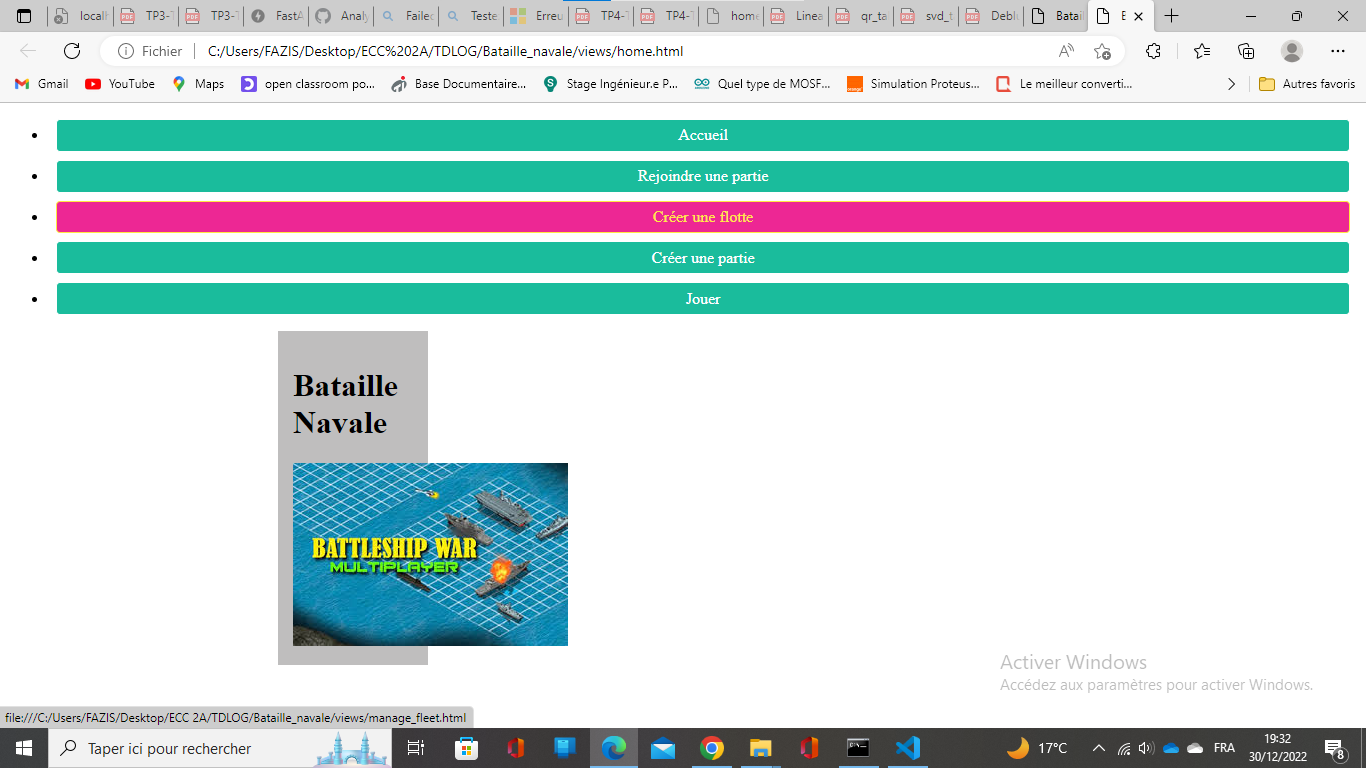 localh
TP3-T
TP3-T
FastA
Analy
Failec
Teste
Erreu
TP4-T
TP4-T
home
Linea
qr_ta
svd_t
Deblu
Batail
Fichier
C:/Users/FAZIS/Desktop/ECC%202A/TDLOG/Bataille_navale/views/home.html
Gmail YouTube Maps open classroom po... Base Documentaire... Stage Ingénieur.e P... Quel type de MOSF... Simulation Proteus... Le meilleur converti... Autres favoris
Accueil
Rejoindre une partie
Créer une flotte
Créer une partie
Jouer
Bataille
Navale
BATTLESHIP WAR
MULTIPLAYER
Activer Windows
Accédez aux paramètres pour activer Windows.
file:///C:/Users/FAZIS/Desktop/ECC 2A/TDLOG/Bataille_navale/views/manage_fleet.html
Taper ici pour rechercher
17°C
FRA
19:32
30/12/2022
8